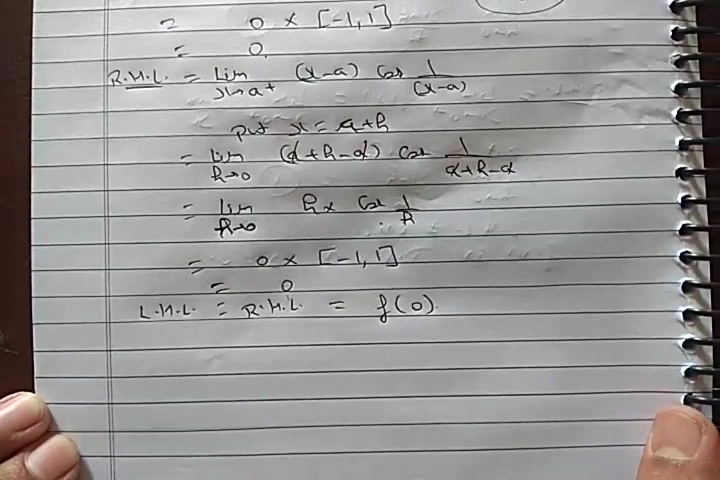 = 0 × [-1, 1]
= 0.
R.H.L. = Lim x→a+ (x-a) Cos 1/(x-a)
put x = a+h
= lim h→0 (a+h-a) Cos 1/a+h-a
= Lim h→0 h × Cos 1/h
= 0 × [-1, 1]
= 0
L.H.L. = R.H.L. = f(0).